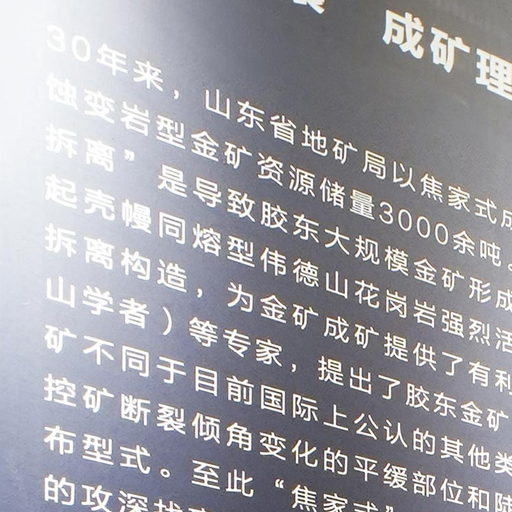 成矿理
30年来，山东省地矿局以焦家式成
蚀变岩型金矿资源储量3000余吨。
拆离”是导致胶东大规模金矿形成
起壳幔同熔型伟德山花岗岩强烈活
拆离构造，为金矿成矿提供了有利
山学者）等专家，提出了胶东金矿
矿不同于目前国际上公认的其他类
控矿断裂倾角变化的平缓部位和陡
布型式。至此“焦家式”
的攻深找